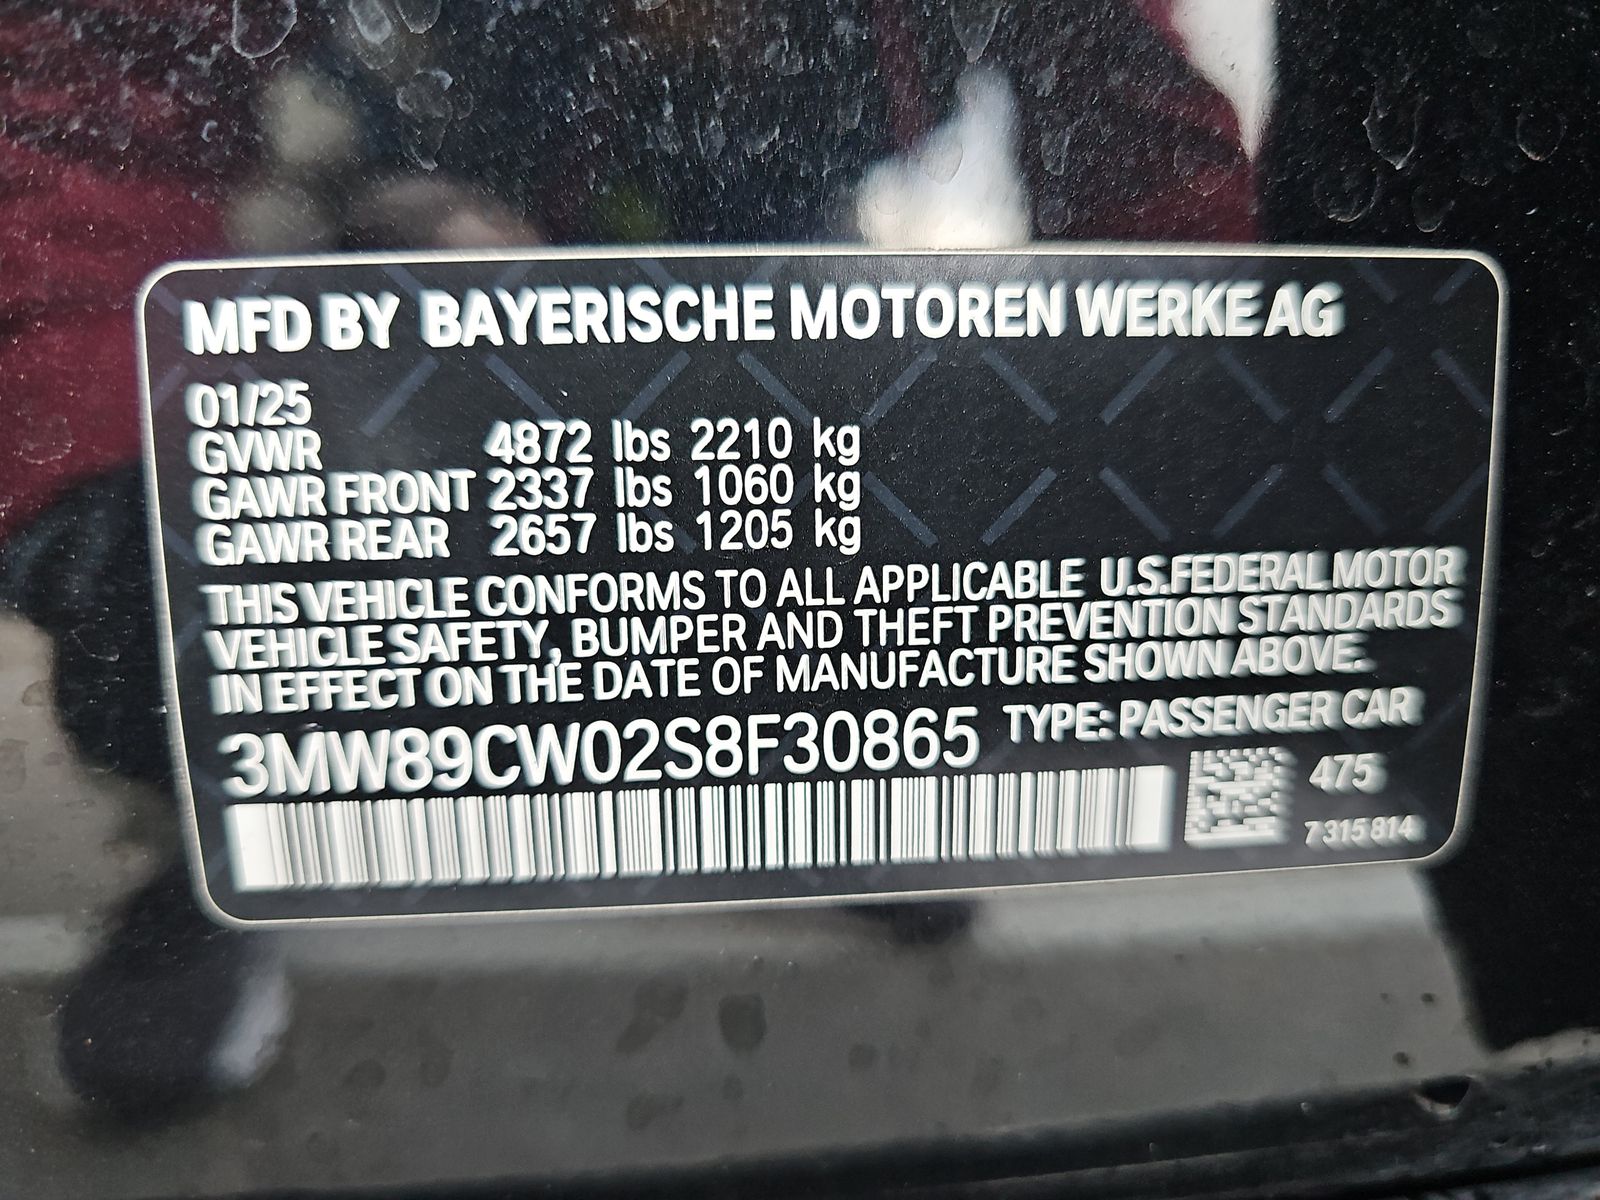 MFD BY BAYERISCHE MOTOREN WERKE AG
01/25
GVWR 4872 lbs 2210 kg
GAWR FRONT 2337 lbs 1060 kg
GAWR REAR 2657 lbs 1205 kg
THIS VEHICLE CONFORMS TO ALL APPLICABLE U.S.FEDERAL MOTOR
VEHICLE SAFETY, BUMPER AND THEFT PREVENTION STANDARDS
IN EFFECT ON THE DATE OF MANUFACTURE SHOWN ABOVE.
3MW89CW02S8F30865 TYPE: PASSENGER CAR
475
7 315 814